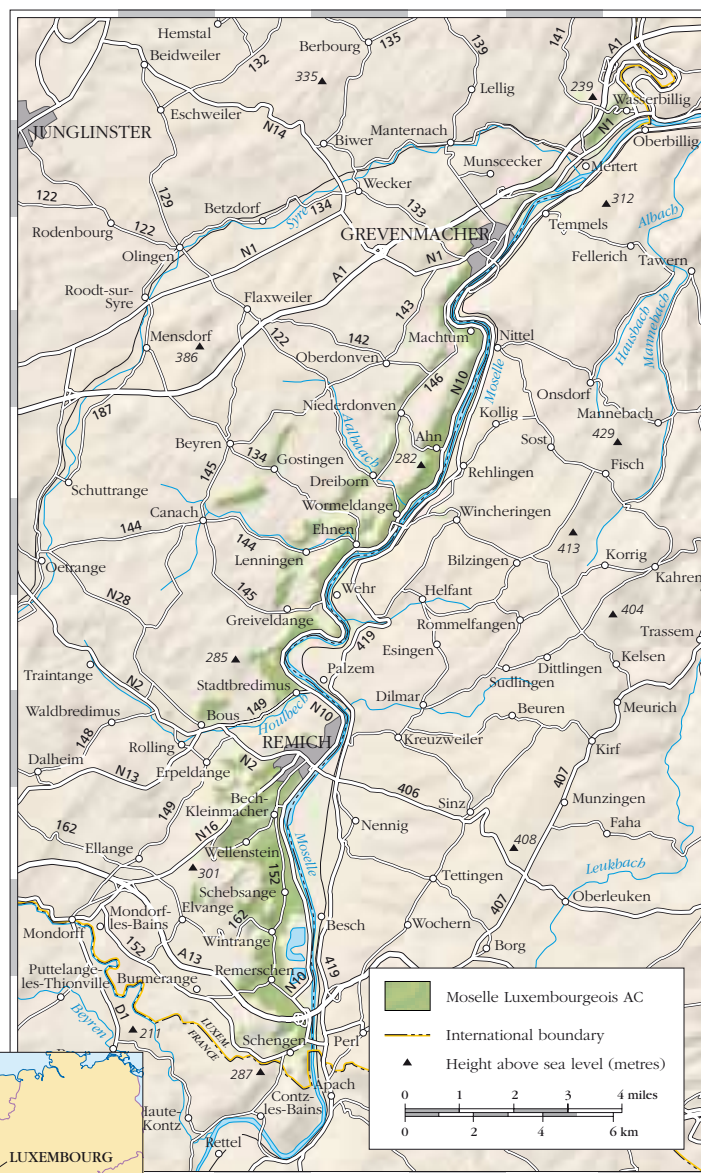 Hemstal
Beidweiler
Berbourg
132
135
139
141
A1
335
239
Lellig
Wasserbillig
Eschweiler
N14
N1
JUNGLINSTER
Biwer
Manternach
Oberbillig
Munscecker
Mertert
129
Wecker
122
134
133
312
Syre
Betzdorf
Temmels
Albach
Rodenbourg
122
GREVENMACHER
Fellerich
Olingen
N1
N1
Tawern
A1
Roodt-sur-
Syre
Flaxweiler
143
Hausbach
Mannebach
122
142
Machtum
Nittel
Mensdorf
386
Oberdonven
146
N10
Moselle
Onsdorf
187
Niederdonven
Kollig
Mannebach
Aalbaach
Ahn
Sost
429
Beyren
134
Gostingen
282
Rehlingen
Fisch
145
Dreiborn
Schuttrange
Wormeldange
Wincheringen
Canach
144
Ehnen
413
144
Lenningen
Bilzingen
Korrig
Oetrange
Kahren
N28
145
Wehr
Helfant
Greiveldange
Rommelfangen
404
419
Esingen
Trassem
285
Dittlingen
Kelsen
Traintange
Palzem
Südlingen
N2
Stadtbredimus
Dilmar
Waldbredimus
149
N10
Beuren
Meurich
Bous
Houlbech
148
Rolling
REMICH
Kreuzweiler
Kirf
Dalheim
N2
N13
Erpeldange
406
407
Bech-
Kleinmacher
Sinz
Munzingen
149
162
N16
Nennig
Faha
Ellange
Wellenstein
Moselle
408
301
152
Tettingen
Leukbach
Schebsange
Oberleuken
Mondorf-
les-Bains
Elvange
407
Mondorff
162
Besch
Wochern
152
Wintrange
Borg
A13
419
Puttelange-
les-Thionville
Burmerange
Remerschen
N10
Beyren
D1
211
LUXEM.
FRANCE
Schengen
Perl
287
Apach
Haute-
Kontz
Contz-
les-Bains
Rettel
LUXEMBOURG
Moselle Luxembourgeois AC
International boundary
Height above sea level (metres)
0 1 2 3 4 miles
0 2 4 6 km